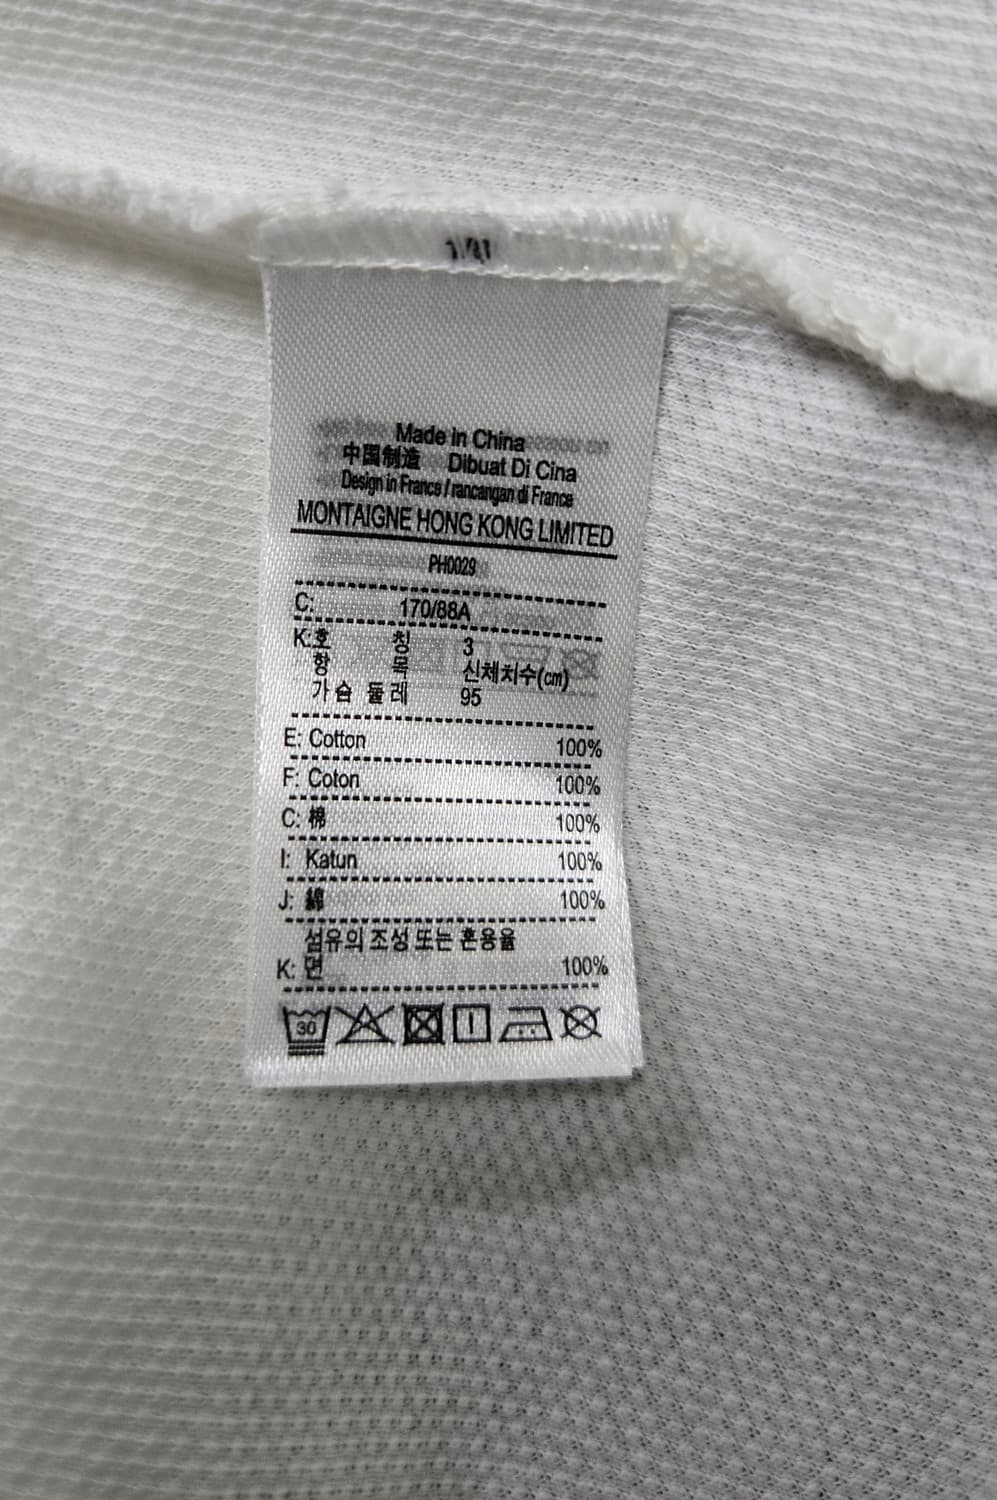 Made in China
中国制造 Dibuat Di Cina
Design in Francs / rancangan di France
MONTAIGNE HONG KONG LIMITED
PH0029
C: 170/88A
K:호 칭 3
항 목 신체치수(cm)
가슴 둘레 95
E: Cotton 100%
F: Coton 100%
C: 棉 100%
I: Katun 100%
J: 綿 100%
섬유의 조성 또는 혼용율
K: 면 100%
30